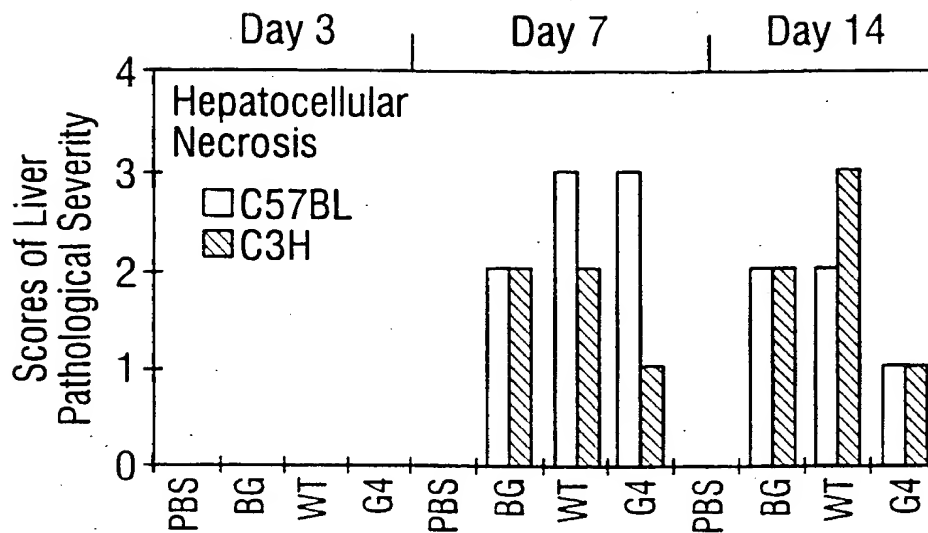 Day 3 Day 7 Day 14
Hepatocellular
Necrosis
C57BL
C3H
Scores of Liver
Pathological Severity
4
3
2
1
0
PBS BG WT G4 PBS BG WT G4 PBS BG WT G4